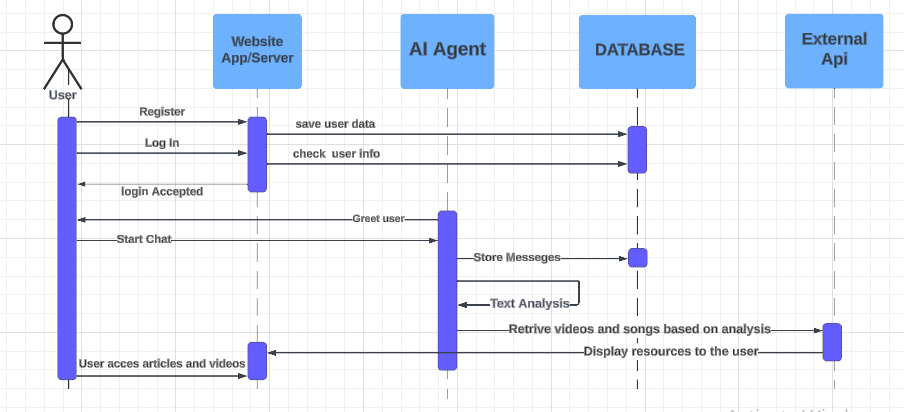 Website
App/Server
AI Agent
DATABASE
External
Api
User
Register
save user data
Log In
check user info
login Accepted
Greet user
Start Chat
Store Messeges
Text Analysis
Retrive videos and songs based on analysis
Display resources to the user
User acces articles and videos